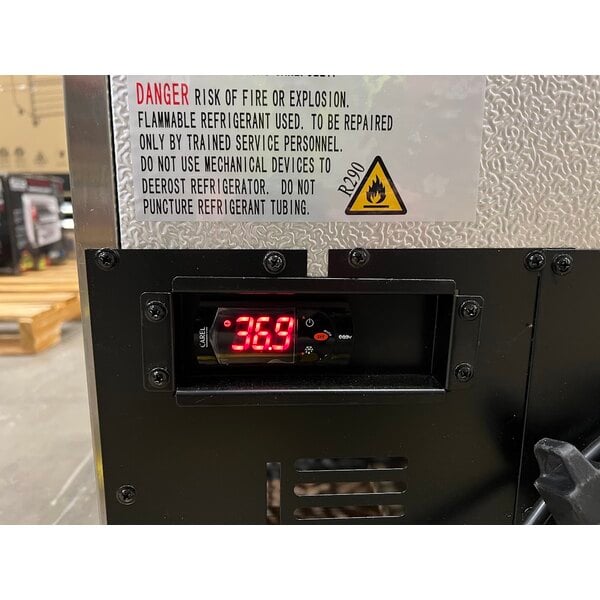 DANGER RISK OF FIRE OR EXPLOSION.
FLAMMABLE REFRIGERANT USED. TO BE REPAIRED
ONLY BY TRAINED SERVICE PERSONNEL.
DO NOT USE MECHANICAL DEVICES TO
DEEROST REFRIGERATOR. DO NOT
PUNCTURE REFRIGERANT TUBING.
R290
CAREL
36.9